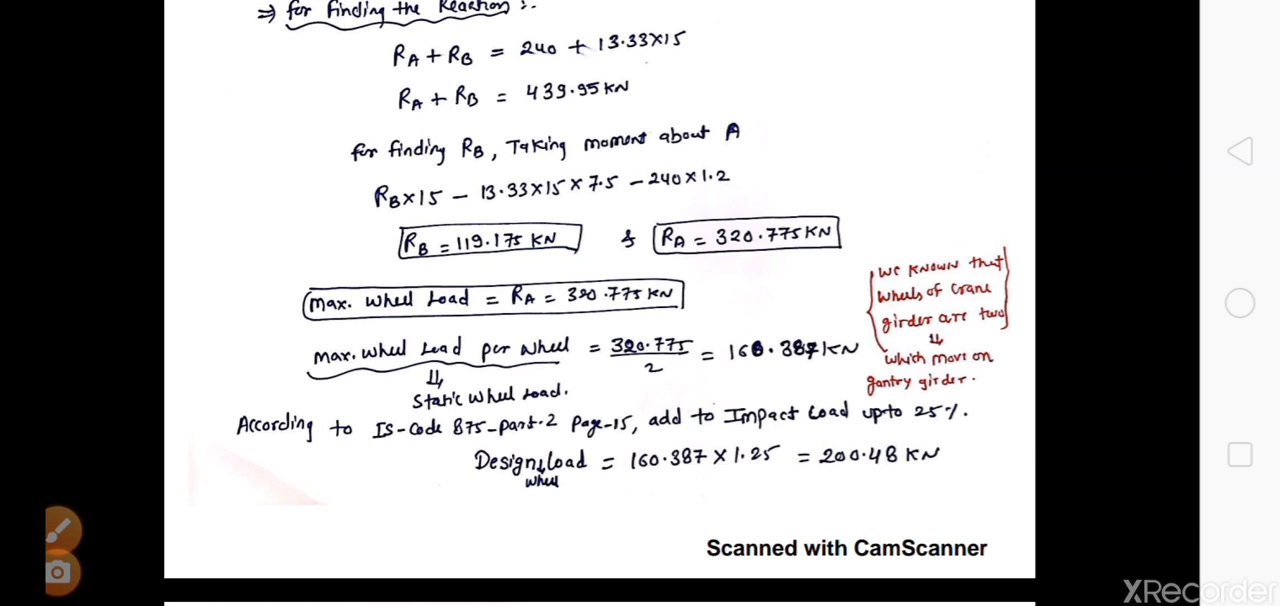 ⇒ for finding the Reaction :-
RA + RB = 240 + 13.33×15
RA + RB = 439.95 KN
for finding RB, Taking moment about A
RB×15 − 13.33×15×7.5 − 240×1.2
RB = 119.175 KN & RA = 320.775 KN
Max. Wheel Load = RA = 320.775 KN
Max. Wheel Load per wheel = 320.775/2 = 160.387 KN
⇓
Static Wheel Load.
we known that
wheels of crane
girder are two
⇓
which move on
gantry girder.
According to IS-Code 875-Part-2 Page-15, add to Impact Load upto 25%.
Design Load = 160.387 × 1.25 = 200.48 KN
wheel
Scanned with CamScanner
XRecorder